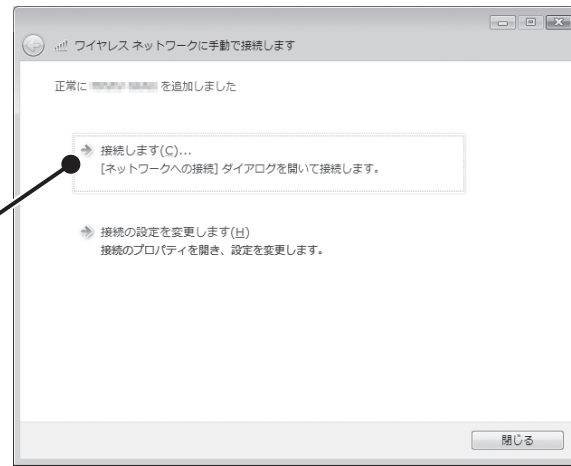 ワイヤレス ネットワークに手動で接続します
正常に を追加しました
接続します(C)...
[ネットワークへの接続] ダイアログを開いて接続します。
接続の設定を変更します(H)
接続のプロパティを開き、設定を変更します。
閉じる